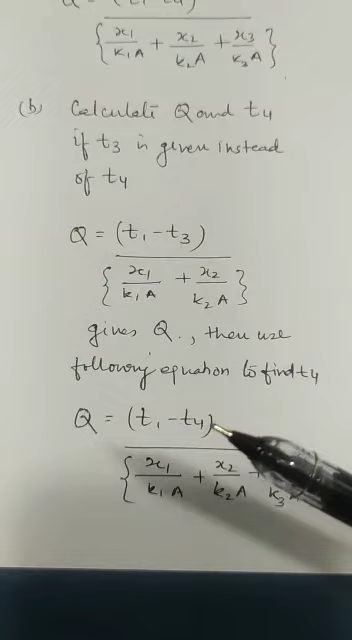 { x1/k1A + x2/k2A + x3/k3A }
(b) Calculate Q and t4
if t3 is given instead
of t4
Q = (t1 - t3)
{ x1/k1A + x2/k2A }
gives Q., then use
following equation to find t4
Q = (t1 - t4)
{ x1/k1A + x2/k2A +
k3